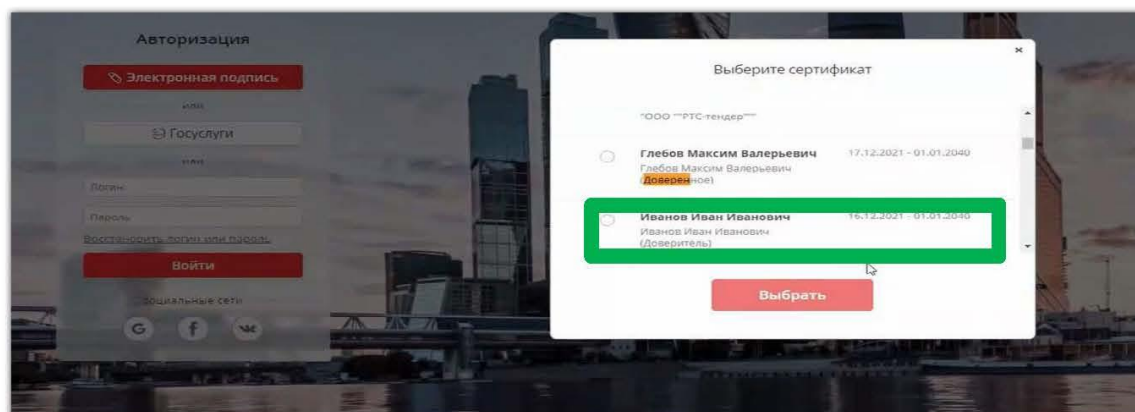 Авторизация
Электронная подпись
или
Госуслуги
или
Логин
Пароль
Восстановить логин или пароль
Войти
Социальные сети
G f
Выберите сертификат
"ООО ""РТС-тендер"""
Глебов Максим Валерьевич 17.12.2021 - 01.01.2040
Глебов Максим Валерьевич
(Доверенное)
Иванов Иван Иванович 16.12.2021 - 01.01.2040
Иванов Иван Иванович
(Доверитель)
Выбрать